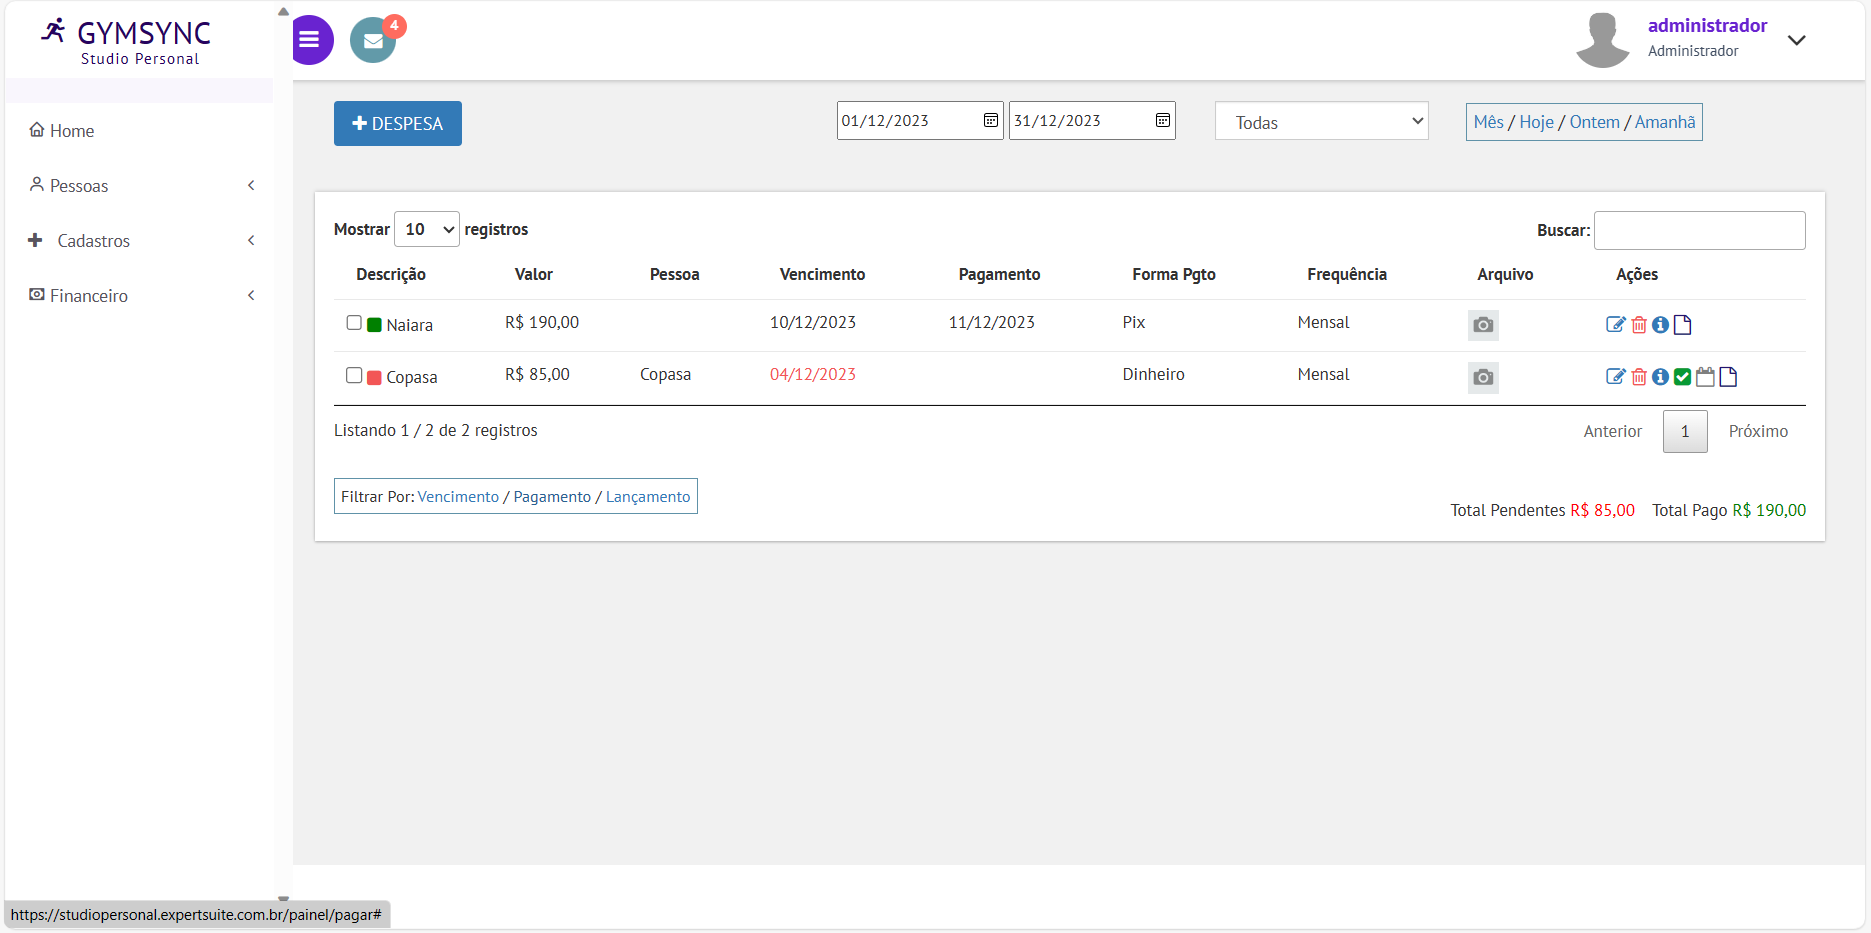 GYMSYNC
Studio Personal
4
administrador
Administrador
Home
Pessoas
Cadastros
Financeiro
DESPESA
01/12/2023 31/12/2023 Todas Mês / Hoje / Ontem / Amanhã
Mostrar 10 registros Buscar:
Descrição Valor Pessoa Vencimento Pagamento Forma Pgto Frequência Arquivo Ações
Naiara R$ 190,00 10/12/2023 11/12/2023 Pix Mensal
Copasa R$ 85,00 Copasa 04/12/2023 Dinheiro Mensal
Listando 1 / 2 de 2 registros Anterior 1 Próximo
Filtrar Por: Vencimento / Pagamento / Lançamento
Total Pendentes R$ 85,00 Total Pago R$ 190,00
https://studiopersonal.expertsuite.com.br/painel/pagar#